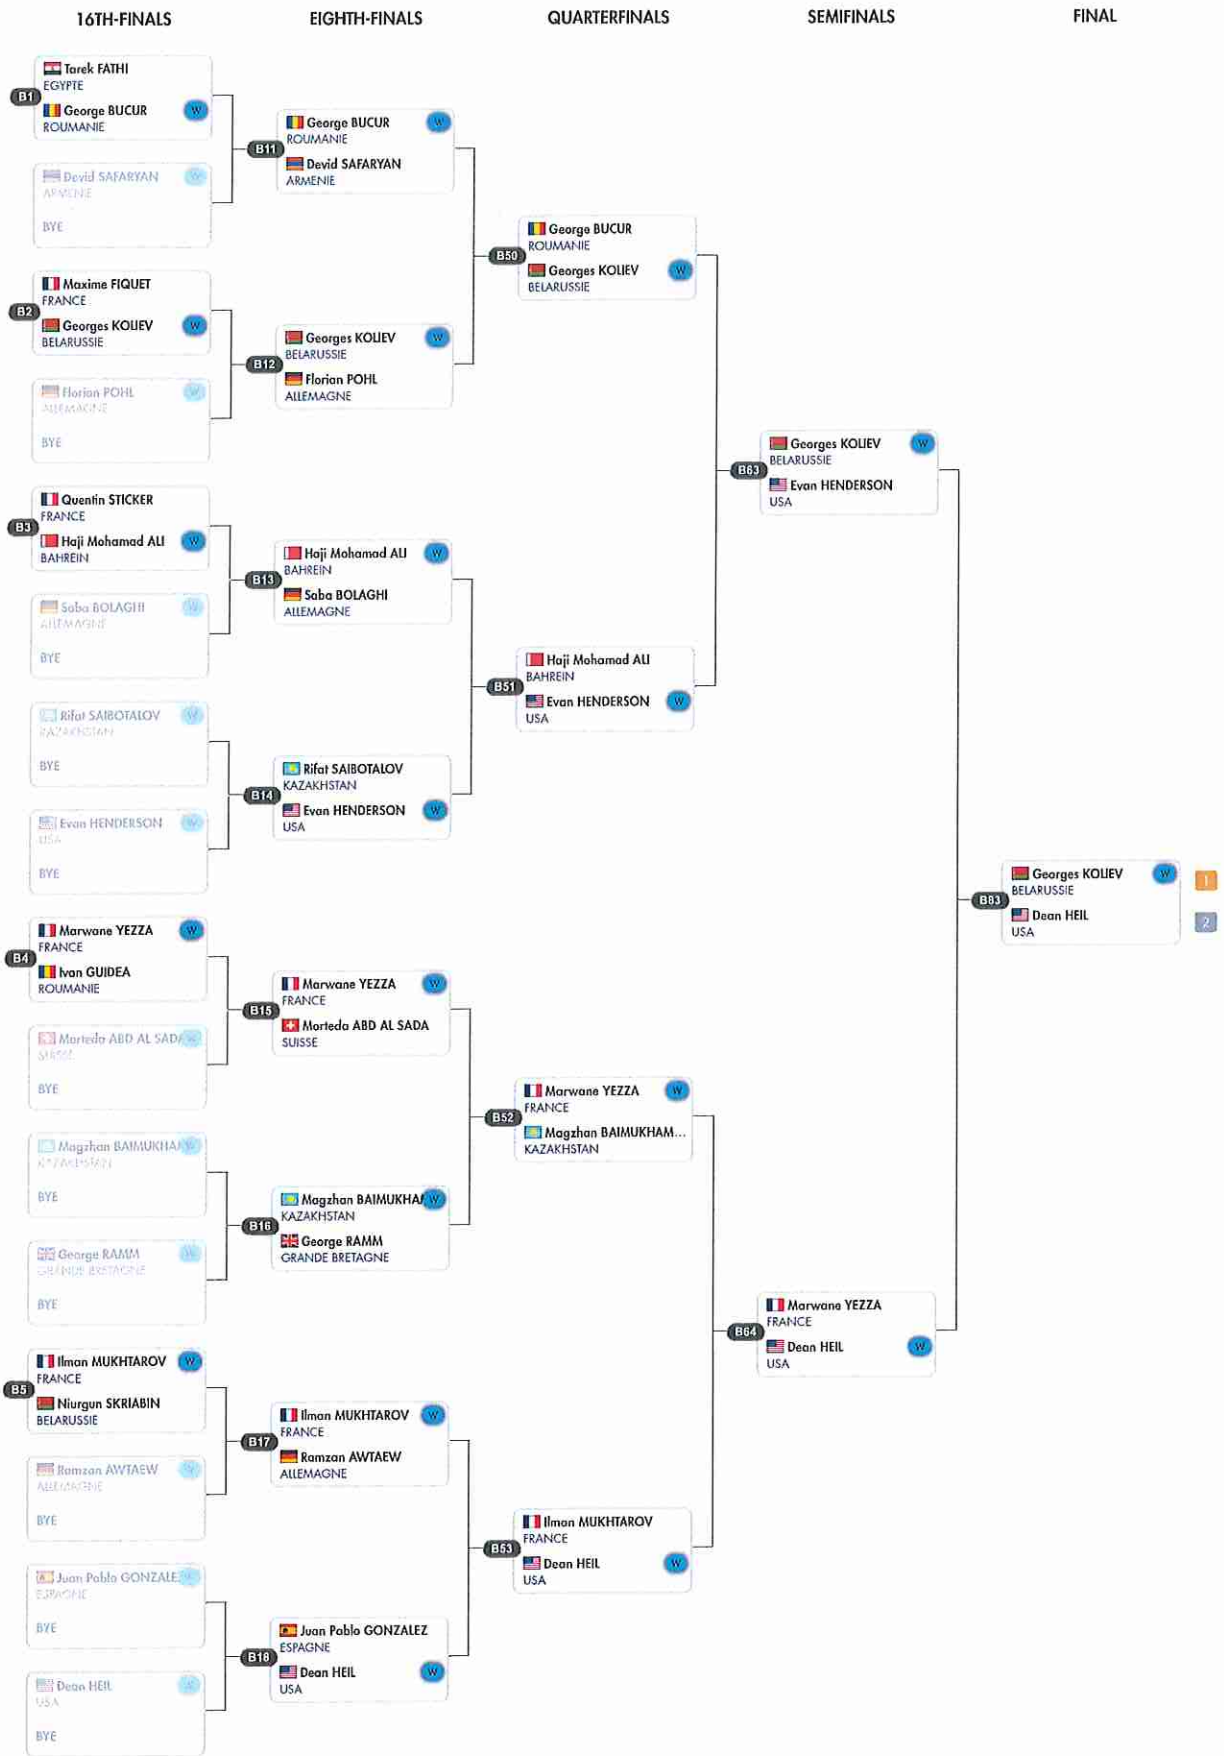 16TH-FINALS
EIGHTH-FINALS
QUARTERFINALS
SEMIFINALS
FINAL
B1
Tarek FATHI
EGYPTE
George BUCUR W
ROUMANIE
Devid SAFARYAN W
ARMENIE
BYE
B2
Maxime FIQUET
FRANCE
Georges KOLIEV W
BELARUSSIE
Florian POHL W
ALLEMAGNE
BYE
B3
Quentin STICKER
FRANCE
Haji Mohamad ALI W
BAHREIN
Saba BOLAGHI W
ALLEMAGNE
BYE
Rifat SAIBOTALOV W
KAZAKHSTAN
BYE
Evan HENDERSON W
USA
BYE
B4
Marwane YEZZA W
FRANCE
Ivan GUIDEA
ROUMANIE
Morteda ABD AL SADA W
SUISSE
BYE
Magzhan BAIMUKHA W
KAZAKHSTAN
BYE
George RAMM W
GRANDE BRETAGNE
BYE
B5
Ilman MUKHTAROV W
FRANCE
Niurgun SKRIABIN
BELARUSSIE
Ramzan AWTAEW W
ALLEMAGNE
BYE
Juan Pablo GONZALE W
ESPAGNE
BYE
Dean HEIL W
USA
BYE
B11
George BUCUR W
ROUMANIE
Devid SAFARYAN
ARMENIE
B12
Georges KOLIEV W
BELARUSSIE
Florian POHL
ALLEMAGNE
B13
Haji Mohamad ALI W
BAHREIN
Saba BOLAGHI
ALLEMAGNE
B14
Rifat SAIBOTALOV
KAZAKHSTAN
Evan HENDERSON W
USA
B15
Marwane YEZZA W
FRANCE
Morteda ABD AL SADA
SUISSE
B16
Magzhan BAIMUKHA W
KAZAKHSTAN
George RAMM
GRANDE BRETAGNE
B17
Ilman MUKHTAROV W
FRANCE
Ramzan AWTAEW
ALLEMAGNE
B18
Juan Pablo GONZALEZ
ESPAGNE
Dean HEIL W
USA
B50
George BUCUR
ROUMANIE
Georges KOLIEV W
BELARUSSIE
B51
Haji Mohamad ALI
BAHREIN
Evan HENDERSON W
USA
B52
Marwane YEZZA W
FRANCE
Magzhan BAIMUKHAM...
KAZAKHSTAN
B53
Ilman MUKHTAROV
FRANCE
Dean HEIL W
USA
B63
Georges KOLIEV W
BELARUSSIE
Evan HENDERSON
USA
B64
Marwane YEZZA
FRANCE
Dean HEIL W
USA
B83
Georges KOLIEV W
BELARUSSIE
Dean HEIL
USA
1
2